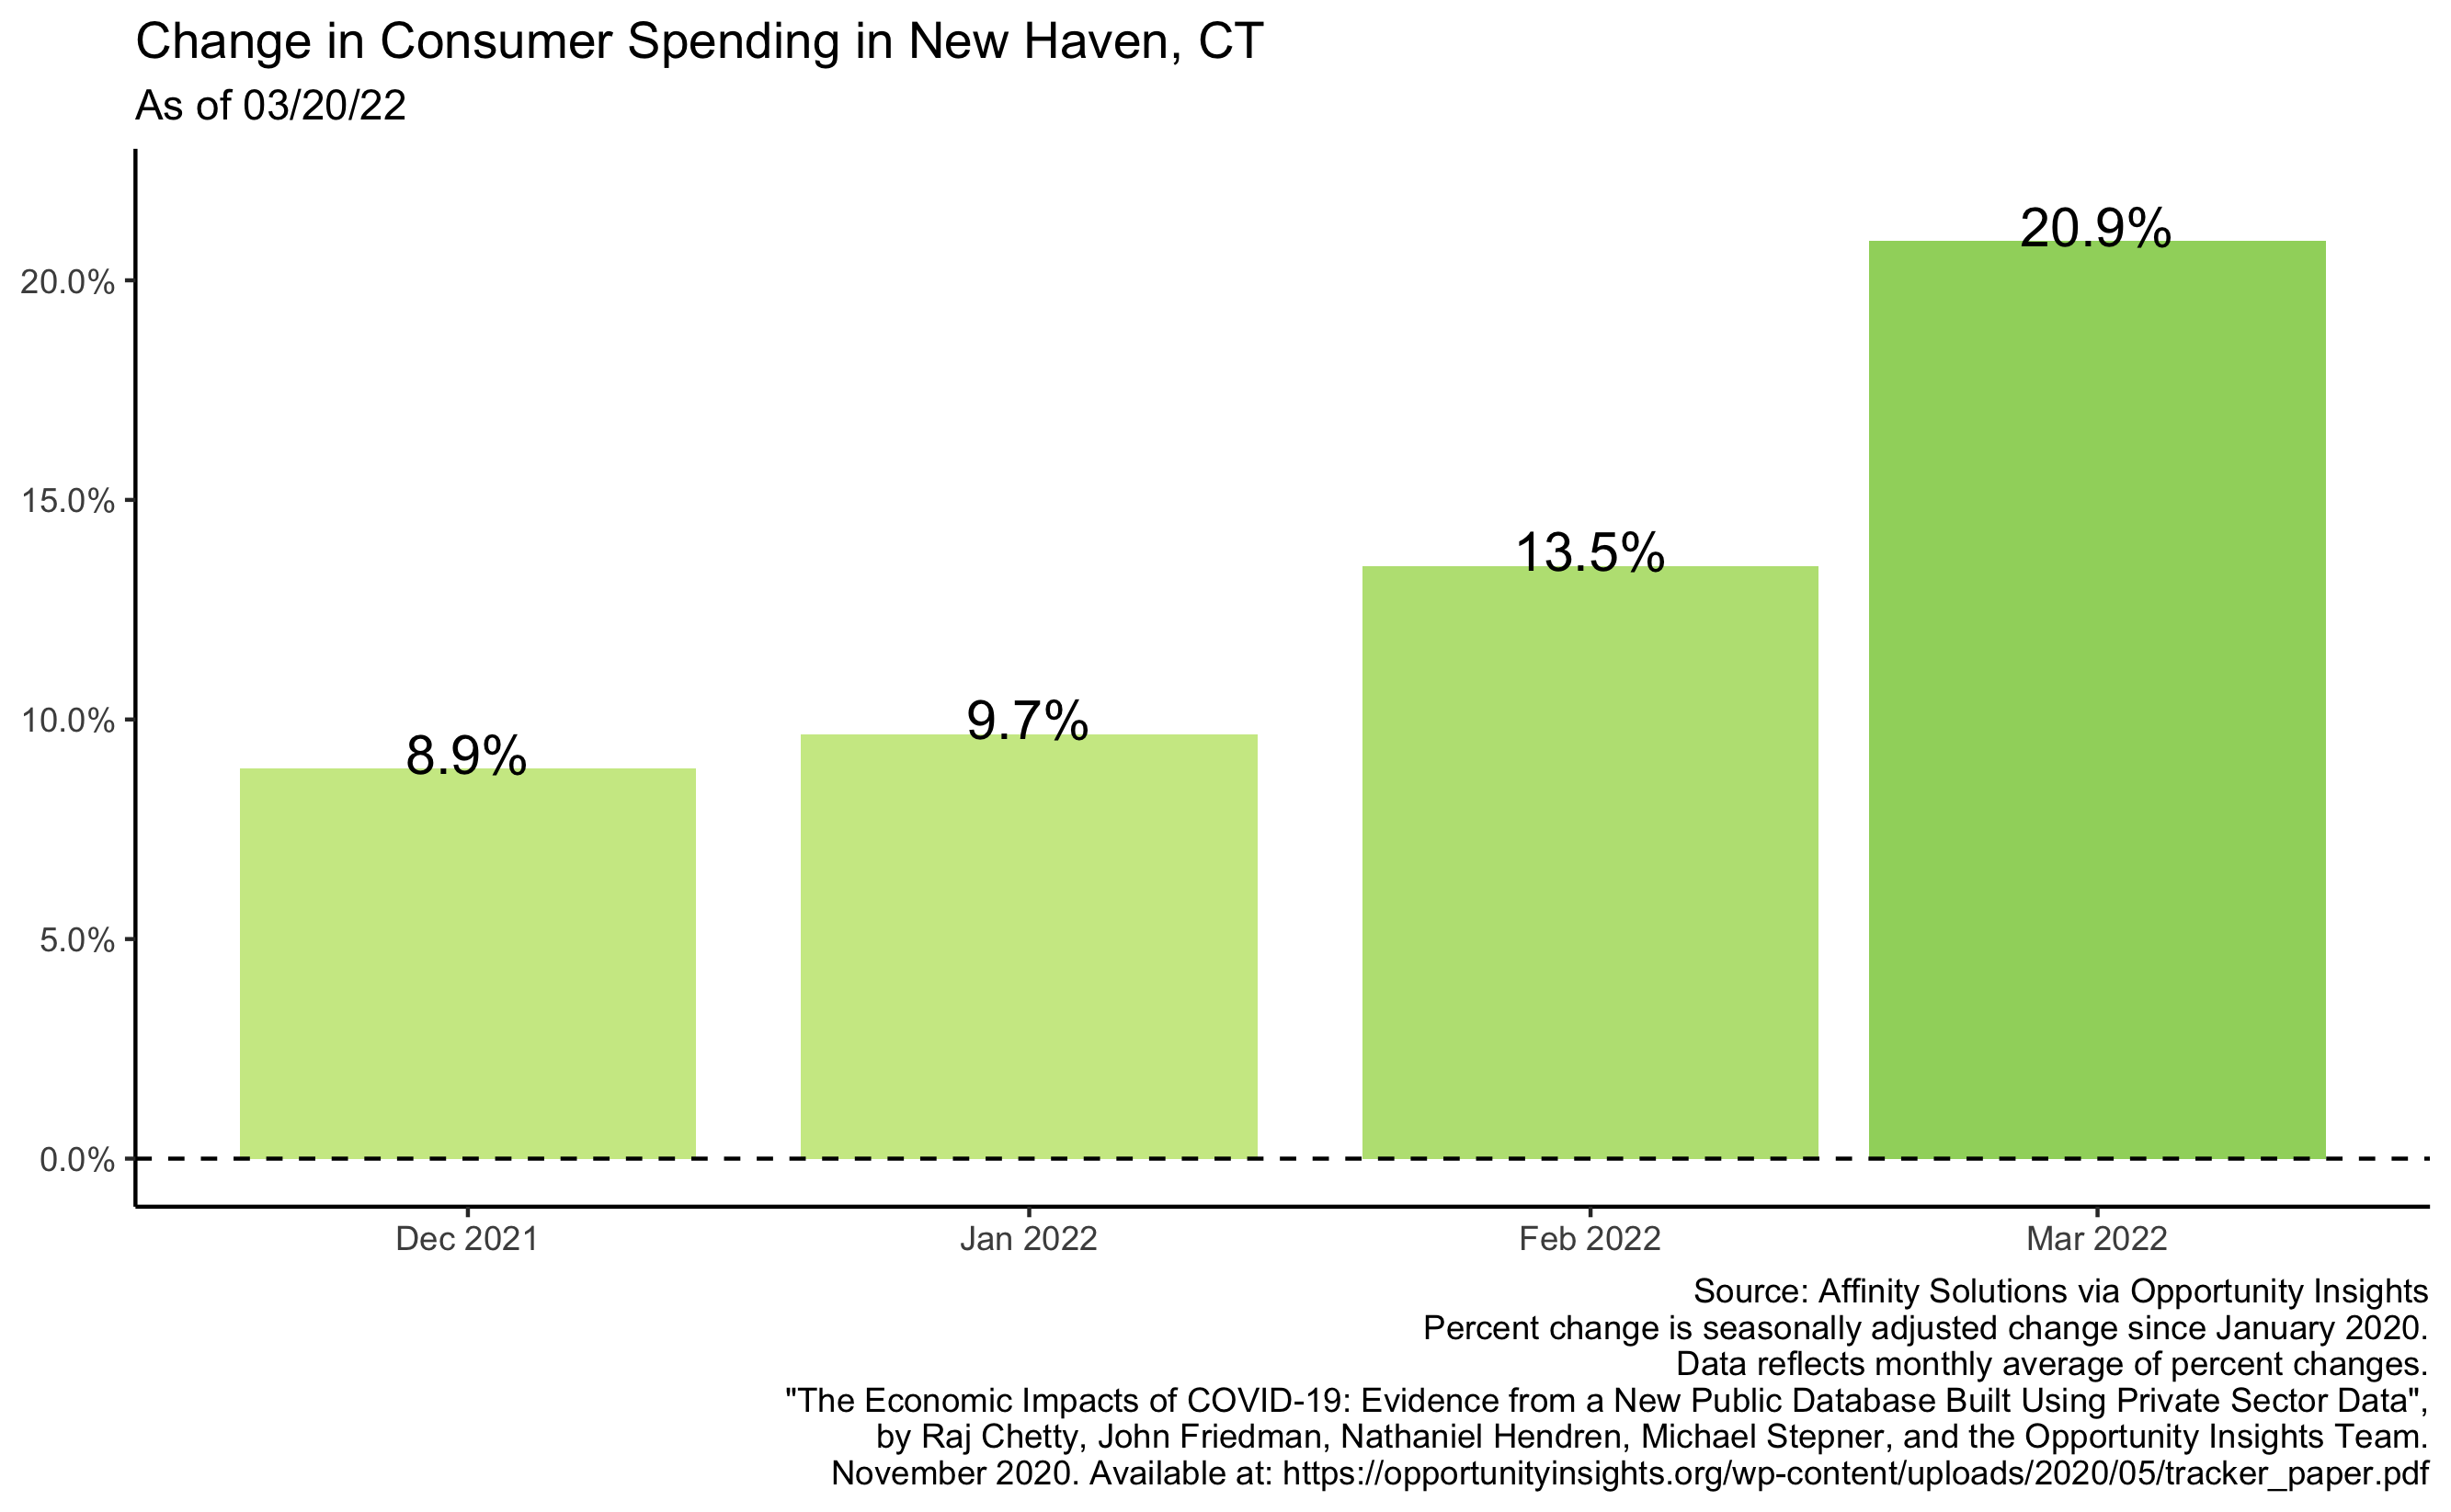 Change in Consumer Spending in New Haven, CT
As of 03/20/22
20.9%
20.0%
15.0%
13.5%
10.0%
9.7%
8.9%
5.0%
0.0%
Dec 2021 Jan 2022 Feb 2022 Mar 2022
Source: Affinity Solutions via Opportunity Insights
Percent change is seasonally adjusted change since January 2020.
Data reflects monthly average of percent changes.
"The Economic Impacts of COVID-19: Evidence from a New Public Database Built Using Private Sector Data",
by Raj Chetty, John Friedman, Nathaniel Hendren, Michael Stepner, and the Opportunity Insights Team.
November 2020. Available at: https://opportunityinsights.org/wp-content/uploads/2020/05/tracker_paper.pdf